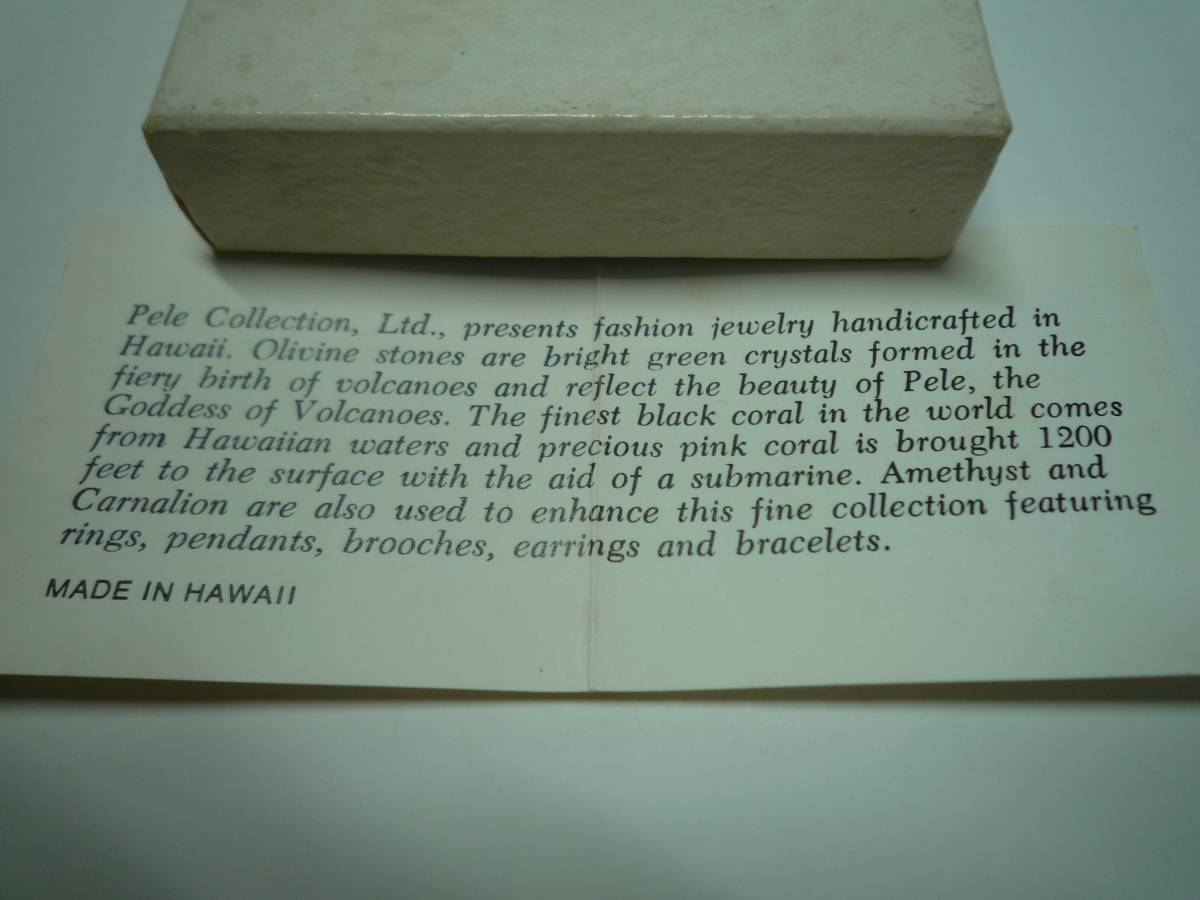 Pele Collection, Ltd., presents fashion jewelry handicrafted in
Hawaii. Olivine stones are bright green crystals formed in the
fiery birth of volcanoes and reflect the beauty of Pele, the
Goddess of Volcanoes. The finest black coral in the world comes
from Hawaiian waters and precious pink coral is brought 1200
feet to the surface with the aid of a submarine. Amethyst and
Carnalion are also used to enhance this fine collection featuring
rings, pendants, brooches, earrings and bracelets.
MADE IN HAWAII